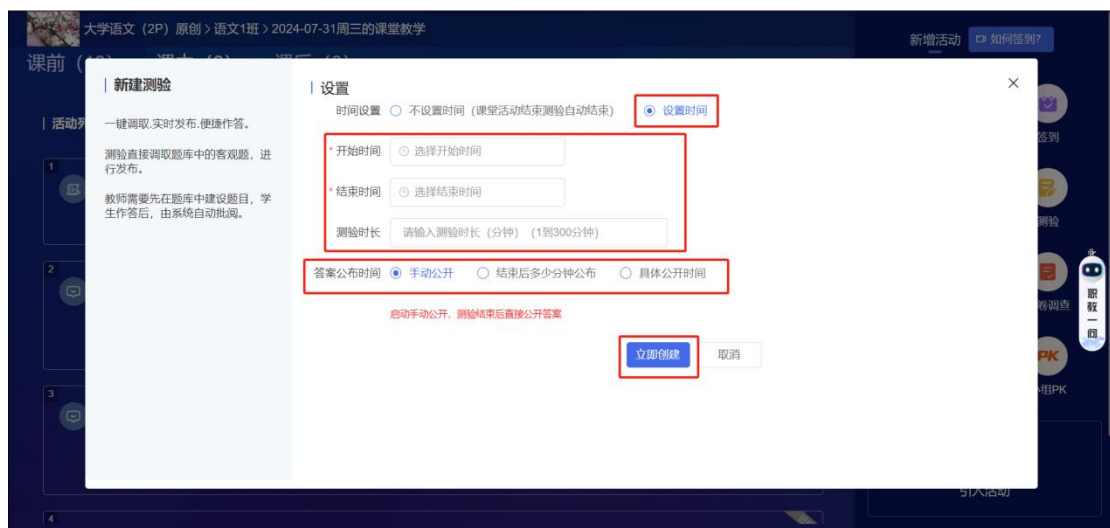 大学语文（2P）原创>语文1班>2024-07-31周三的课堂教学
新增活动
如何签到?
课前（
新建测验
一键调取.实时发布.便捷作答。
测验直接调取题库中的客观题，进
行发布。
教师需要先在题库中建设题目，学
生作答后，由系统自动批阅。
设置
时间设置 不设置时间（课堂活动结束测验自动结束） 设置时间
* 开始时间 选择开始时间
* 结束时间 选择结束时间
测验时长 请输入测验时长（分钟）（1到300分钟）
答案公布时间 手动公开 结束后多少分钟公布 具体公开时间
启动手动公开，测验结束后直接公开答案
立即创建 取消
活动列
1
2
3
4
签到
测验
卷调查
PK
小组PK
引入活动
职教一问